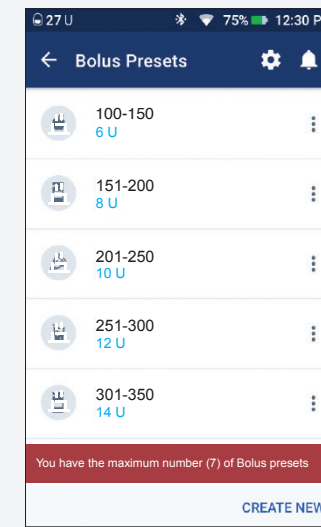 27 U 75% 12:30 P
Bolus Presets
100-150
6 U
151-200
8 U
201-250
10 U
251-300
12 U
301-350
14 U
You have the maximum number (7) of Bolus presets
CREATE NEW